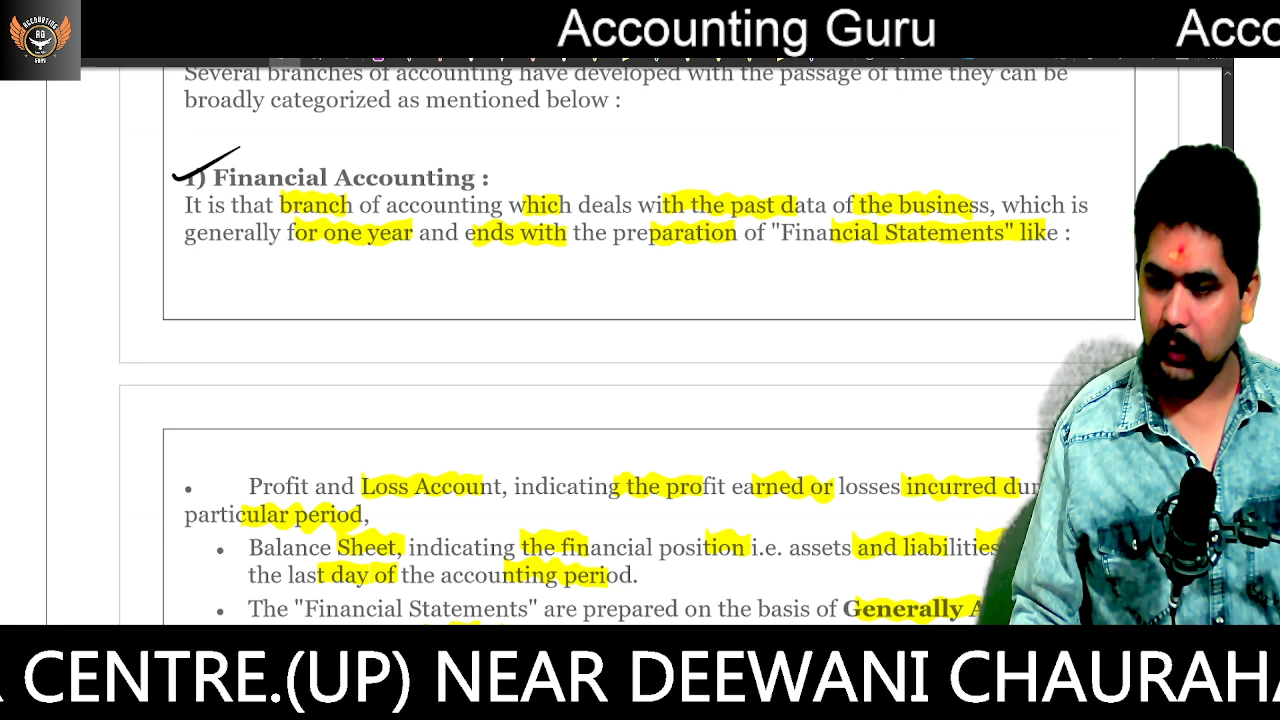 Accounting Guru
Acco
ACCOUNTING
AG
GURU
Several branches of accounting have developed with the passage of time they can be
broadly categorized as mentioned below :
1) Financial Accounting :
It is that branch of accounting which deals with the past data of the business, which is
generally for one year and ends with the preparation of "Financial Statements" like :
• Profit and Loss Account, indicating the profit earned or losses incurred dur
particular period,
• Balance Sheet, indicating the financial position i.e. assets and liabilities
the last day of the accounting period.
• The "Financial Statements" are prepared on the basis of Generally A
R CENTRE.(UP) NEAR DEEWANI CHAURAHA